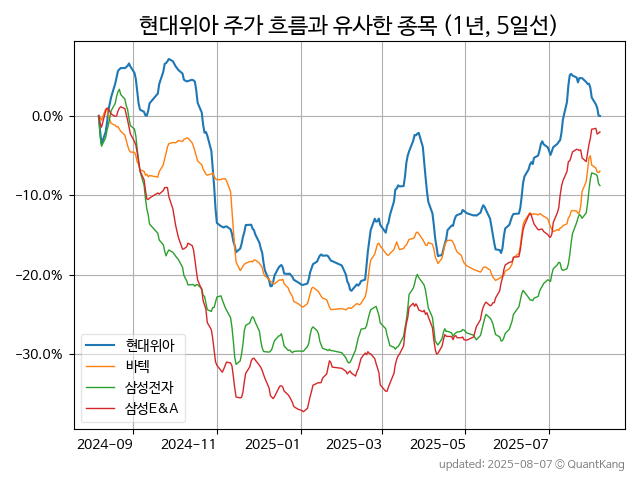 현대위아 주가 흐름과 유사한 종목 (1년, 5일선)
0.0%
−10.0%
−20.0%
−30.0%
현대위아
바텍
삼성전자
삼성E&A
2024-09 2024-11 2025-01 2025-03 2025-05 2025-07
updated: 2025-08-07 © QuantKang